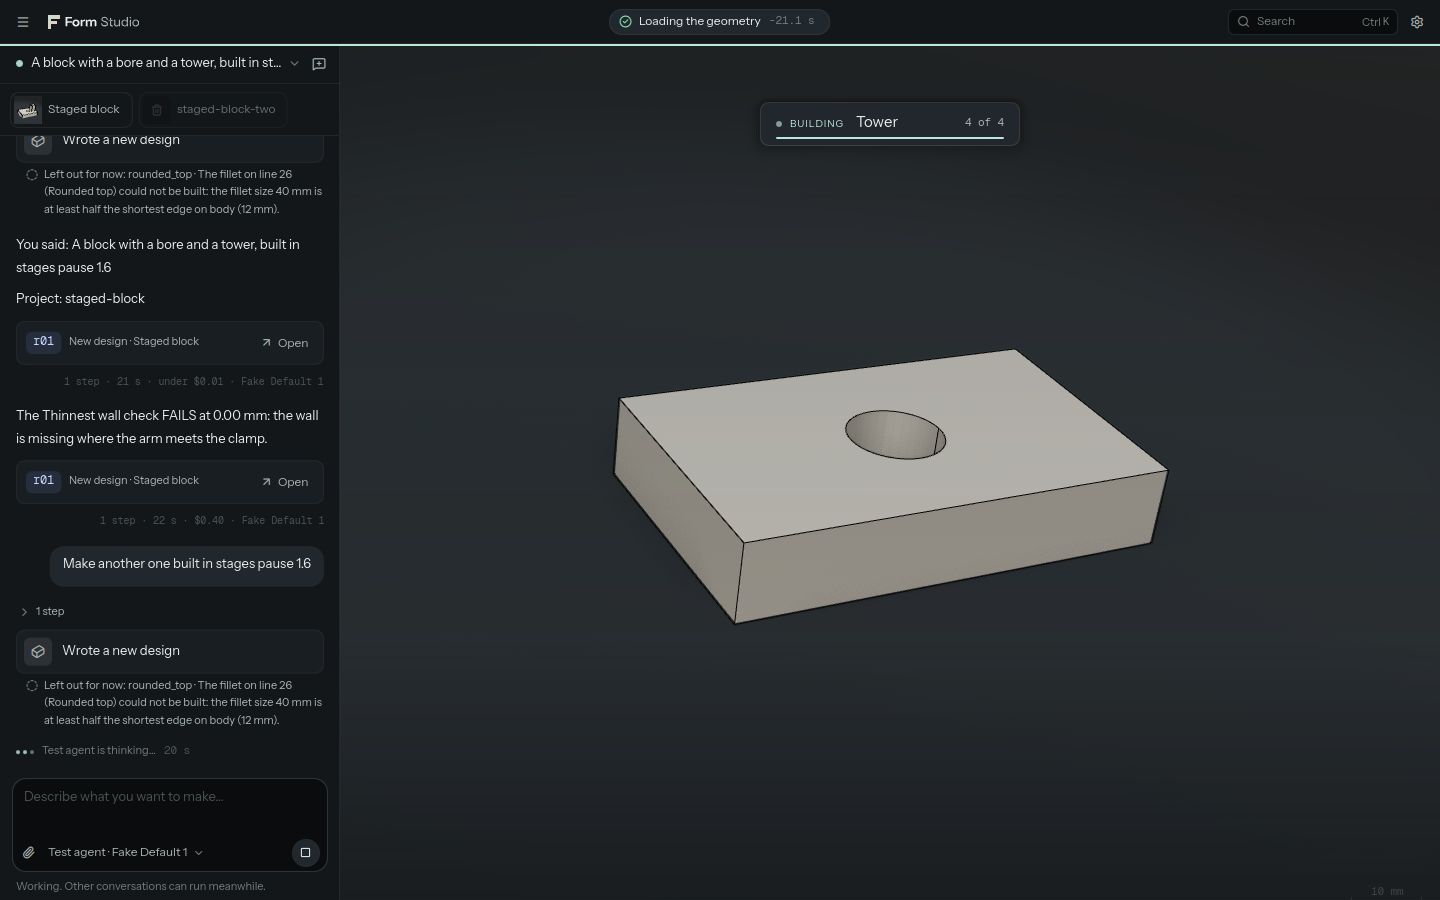 Form Studio
Loading the geometry -21.1 s
Search Ctrl K
A block with a bore and a tower, built in st...
Staged block
staged-block-two
BUILDING Tower 4 of 4
Wrote a new design
Left out for now: rounded_top · The fillet on line 26
(Rounded top) could not be built: the fillet size 40 mm is
at least half the shortest edge on body (12 mm).
You said: A block with a bore and a tower, built in
stages pause 1.6
Project: staged-block
r01 New design · Staged block Open
1 step · 21 s · under $0.01 · Fake Default 1
The Thinnest wall check FAILS at 0.00 mm: the wall
is missing where the arm meets the clamp.
r01 New design · Staged block Open
1 step · 22 s · $0.40 · Fake Default 1
Make another one built in stages pause 1.6
1 step
Wrote a new design
Left out for now: rounded_top · The fillet on line 26
(Rounded top) could not be built: the fillet size 40 mm is
at least half the shortest edge on body (12 mm).
Test agent is thinking... 20 s
Describe what you want to make...
Test agent · Fake Default 1
Working. Other conversations can run meanwhile.
10 mm